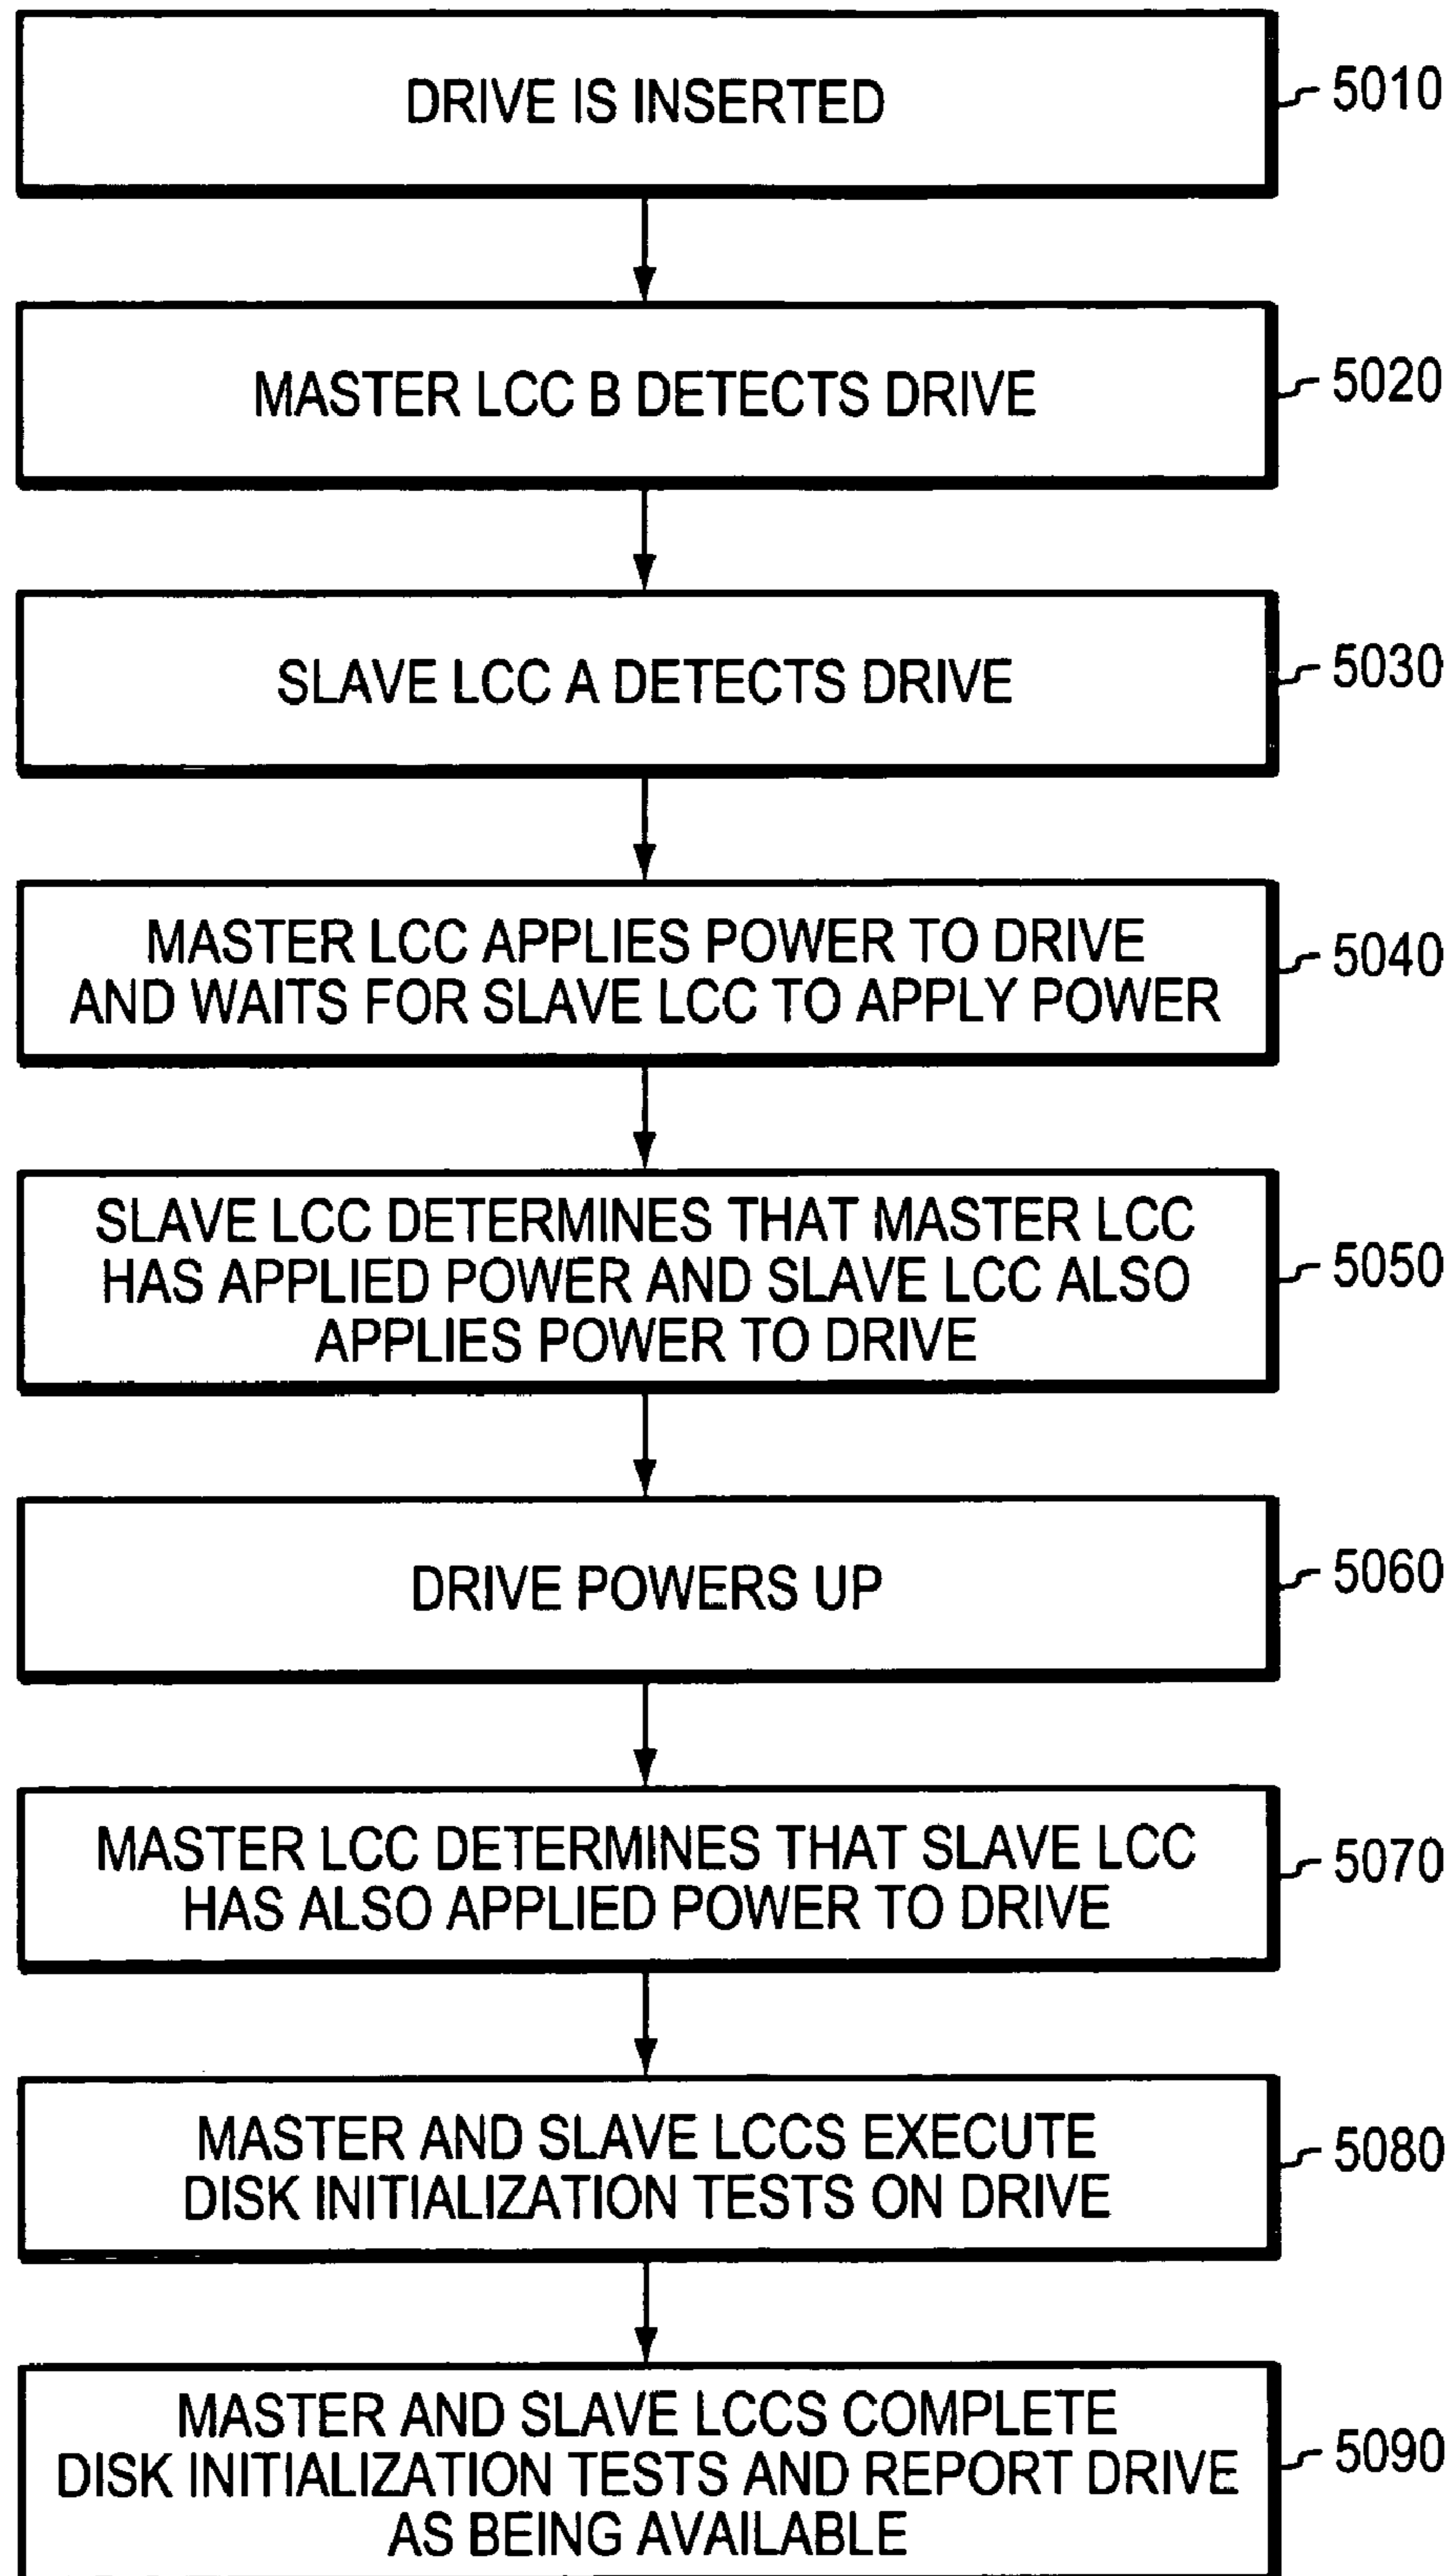 DRIVE IS INSERTED
5010
MASTER LCC B DETECTS DRIVE
5020
SLAVE LCC A DETECTS DRIVE
5030
MASTER LCC APPLIES POWER TO DRIVE
AND WAITS FOR SLAVE LCC TO APPLY POWER
5040
SLAVE LCC DETERMINES THAT MASTER LCC
HAS APPLIED POWER AND SLAVE LCC ALSO
APPLIES POWER TO DRIVE
5050
DRIVE POWERS UP
5060
MASTER LCC DETERMINES THAT SLAVE LCC
HAS ALSO APPLIED POWER TO DRIVE
5070
MASTER AND SLAVE LCCS EXECUTE
DISK INITIALIZATION TESTS ON DRIVE
5080
MASTER AND SLAVE LCCS COMPLETE
DISK INITIALIZATION TESTS AND REPORT DRIVE
AS BEING AVAILABLE
5090